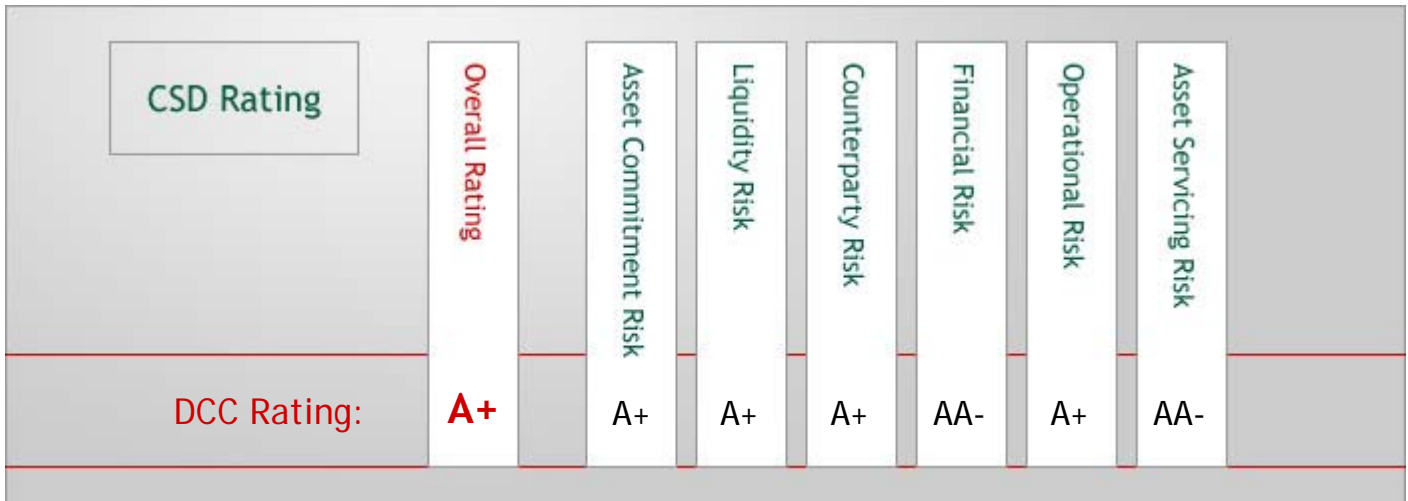 CSD Rating
Overall Rating
Asset Commitment Risk
Liquidity Risk
Counterparty Risk
Financial Risk
Operational Risk
Asset Servicing Risk
DCC Rating:
A+
A+
A+
A+
AA-
A+
AA-